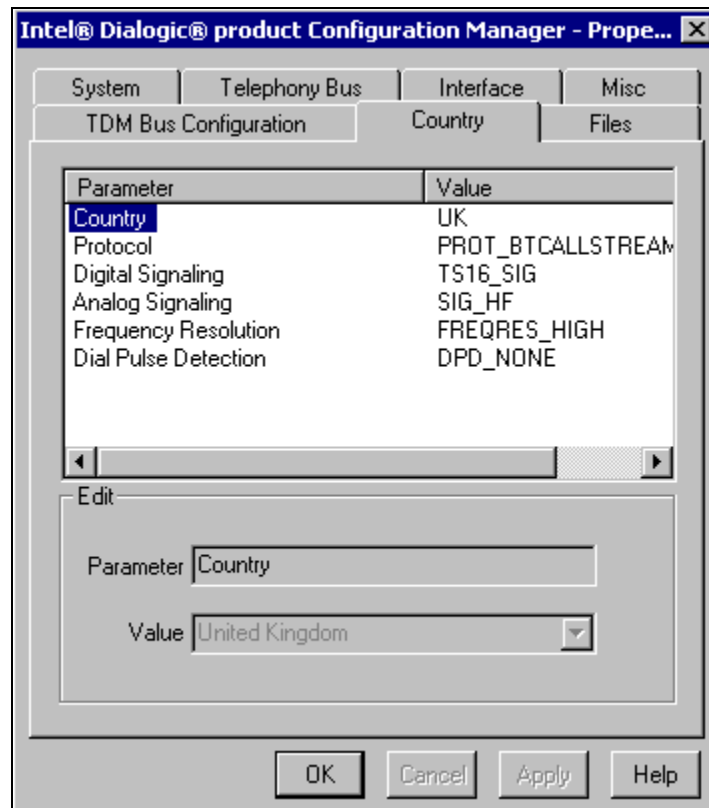 Intel® Dialogic® product Configuration Manager - Prope...
System Telephony Bus Interface Misc
TDM Bus Configuration Country Files
Parameter Value
Country UK
Protocol PROT_BTCALLSTREAM
Digital Signaling TS16_SIG
Analog Signaling SIG_HF
Frequency Resolution FREQRES_HIGH
Dial Pulse Detection DPD_NONE
Edit
Parameter Country
Value United Kingdom
OK Cancel Apply Help